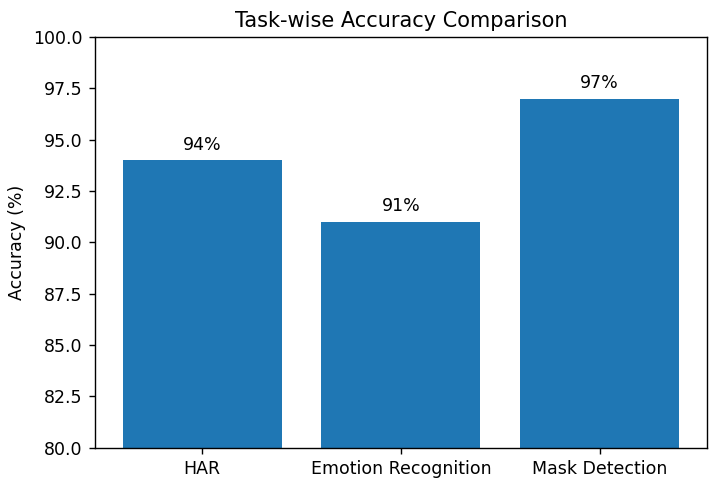 Task-wise Accuracy Comparison
Accuracy (%)
100.0
97.5
95.0
92.5
90.0
87.5
85.0
82.5
80.0
94%
91%
97%
HAR
Emotion Recognition
Mask Detection